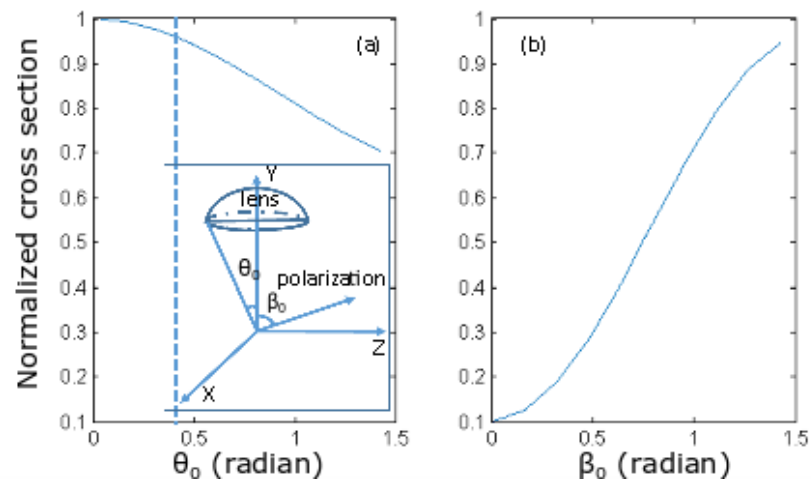 Normalized cross section
1
0.9
0.8
0.7
0.6
0.5
0.4
0.3
0.2
0.1
(a)
Y
lens
θ₀
polarization
β₀
Z
X
0
0.5
1
1.5
θ₀ (radian)
1
0.9
0.8
0.7
0.6
0.5
0.4
0.3
0.2
0.1
(b)
0
0.5
1
1.5
β₀ (radian)